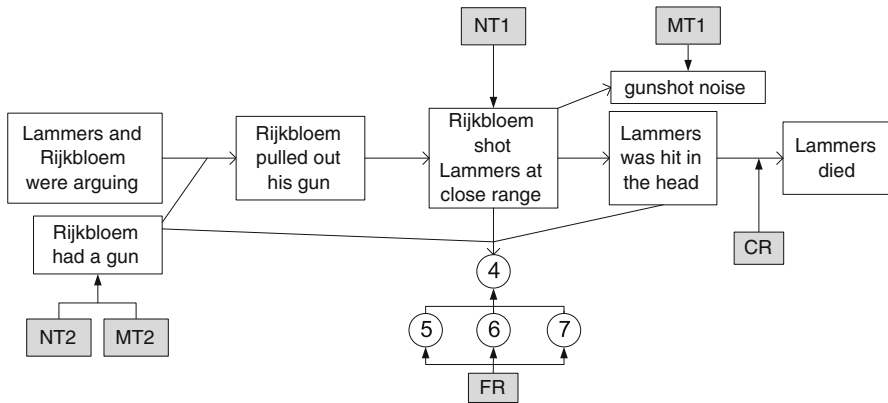 NT1
MT1
gunshot noise
Lammers and
Rijkbloem
were arguing
Rijkbloem
pulled out
his gun
Rijkbloem
shot
Lammers at
close range
Lammers
was hit in
the head
Lammers
died
Rijkbloem
had a gun
CR
4
NT2
MT2
5
6
7
FR